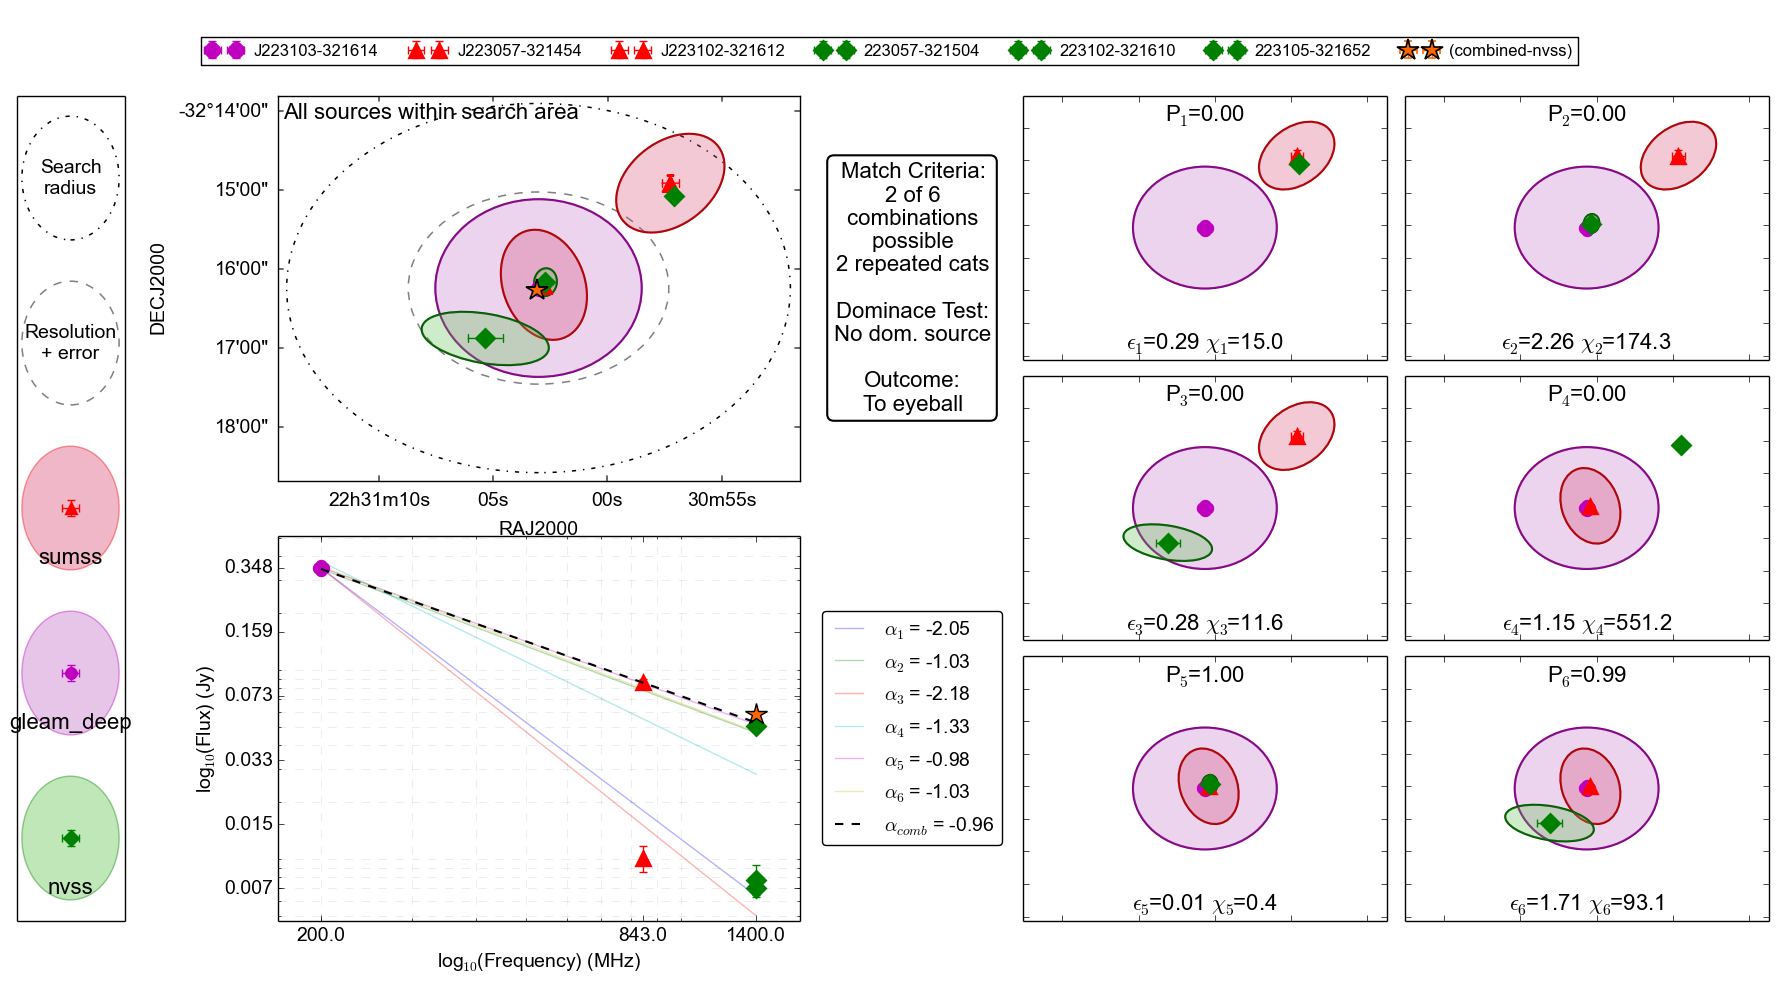 J223103-321614 J223057-321454 J223102-321612 223057-321504 223102-321610 223105-321652 (combined-nvss)
Search
radius
Resolution
+ error
sumss
gleam_deep
nvss
All sources within search area
DECJ2000
-32°14'00"
15'00"
16'00"
17'00"
18'00"
22h31m10s 05s 00s 30m55s
RAJ2000
Match Criteria:
2 of 6
combinations
possible
2 repeated cats
Dominace Test:
No dom. source
Outcome:
To eyeball
log10(Flux) (Jy)
0.348
0.159
0.073
0.033
0.015
0.007
200.0 843.0 1400.0
log10(Frequency) (MHz)
α1 = -2.05
α2 = -1.03
α3 = -2.18
α4 = -1.33
α5 = -0.98
α6 = -1.03
αcomb = -0.96
P1=0.00
ϵ1=0.29 χ1=15.0
P2=0.00
ϵ2=2.26 χ2=174.3
P3=0.00
ϵ3=0.28 χ3=11.6
P4=0.00
ϵ4=1.15 χ4=551.2
P5=1.00
ϵ5=0.01 χ5=0.4
P6=0.99
ϵ6=1.71 χ6=93.1